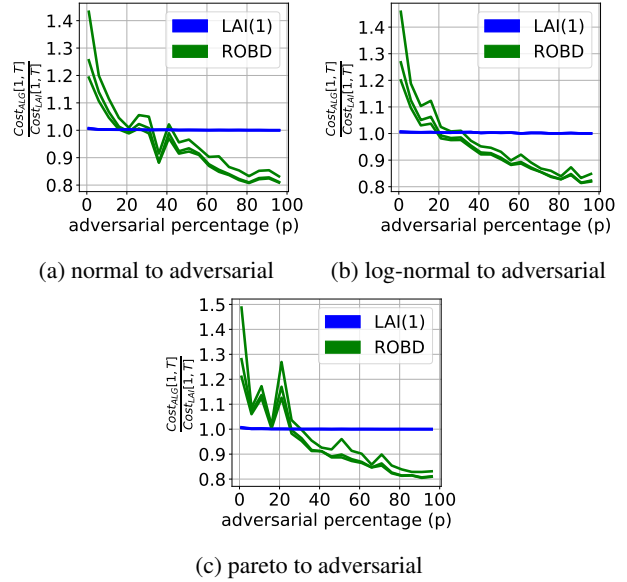 1.4
1.3
1.2
1.1
1.0
0.9
0.8
Cost_ALG[1, T]
Cost_LAI[1, T]
LAI(1)
ROBD
0 20 40 60 80 100
adversarial percentage (p)
(a) normal to adversarial
1.4
1.3
1.2
1.1
1.0
0.9
0.8
Cost_ALG[1, T]
Cost_LAI[1, T]
LAI(1)
ROBD
0 20 40 60 80 100
adversarial percentage (p)
(b) log-normal to adversarial
1.5
1.4
1.3
1.2
1.1
1.0
0.9
0.8
Cost_ALG[1, T]
Cost_LAI[1, T]
LAI(1)
ROBD
0 20 40 60 80 100
adversarial percentage (p)
(c) pareto to adversarial